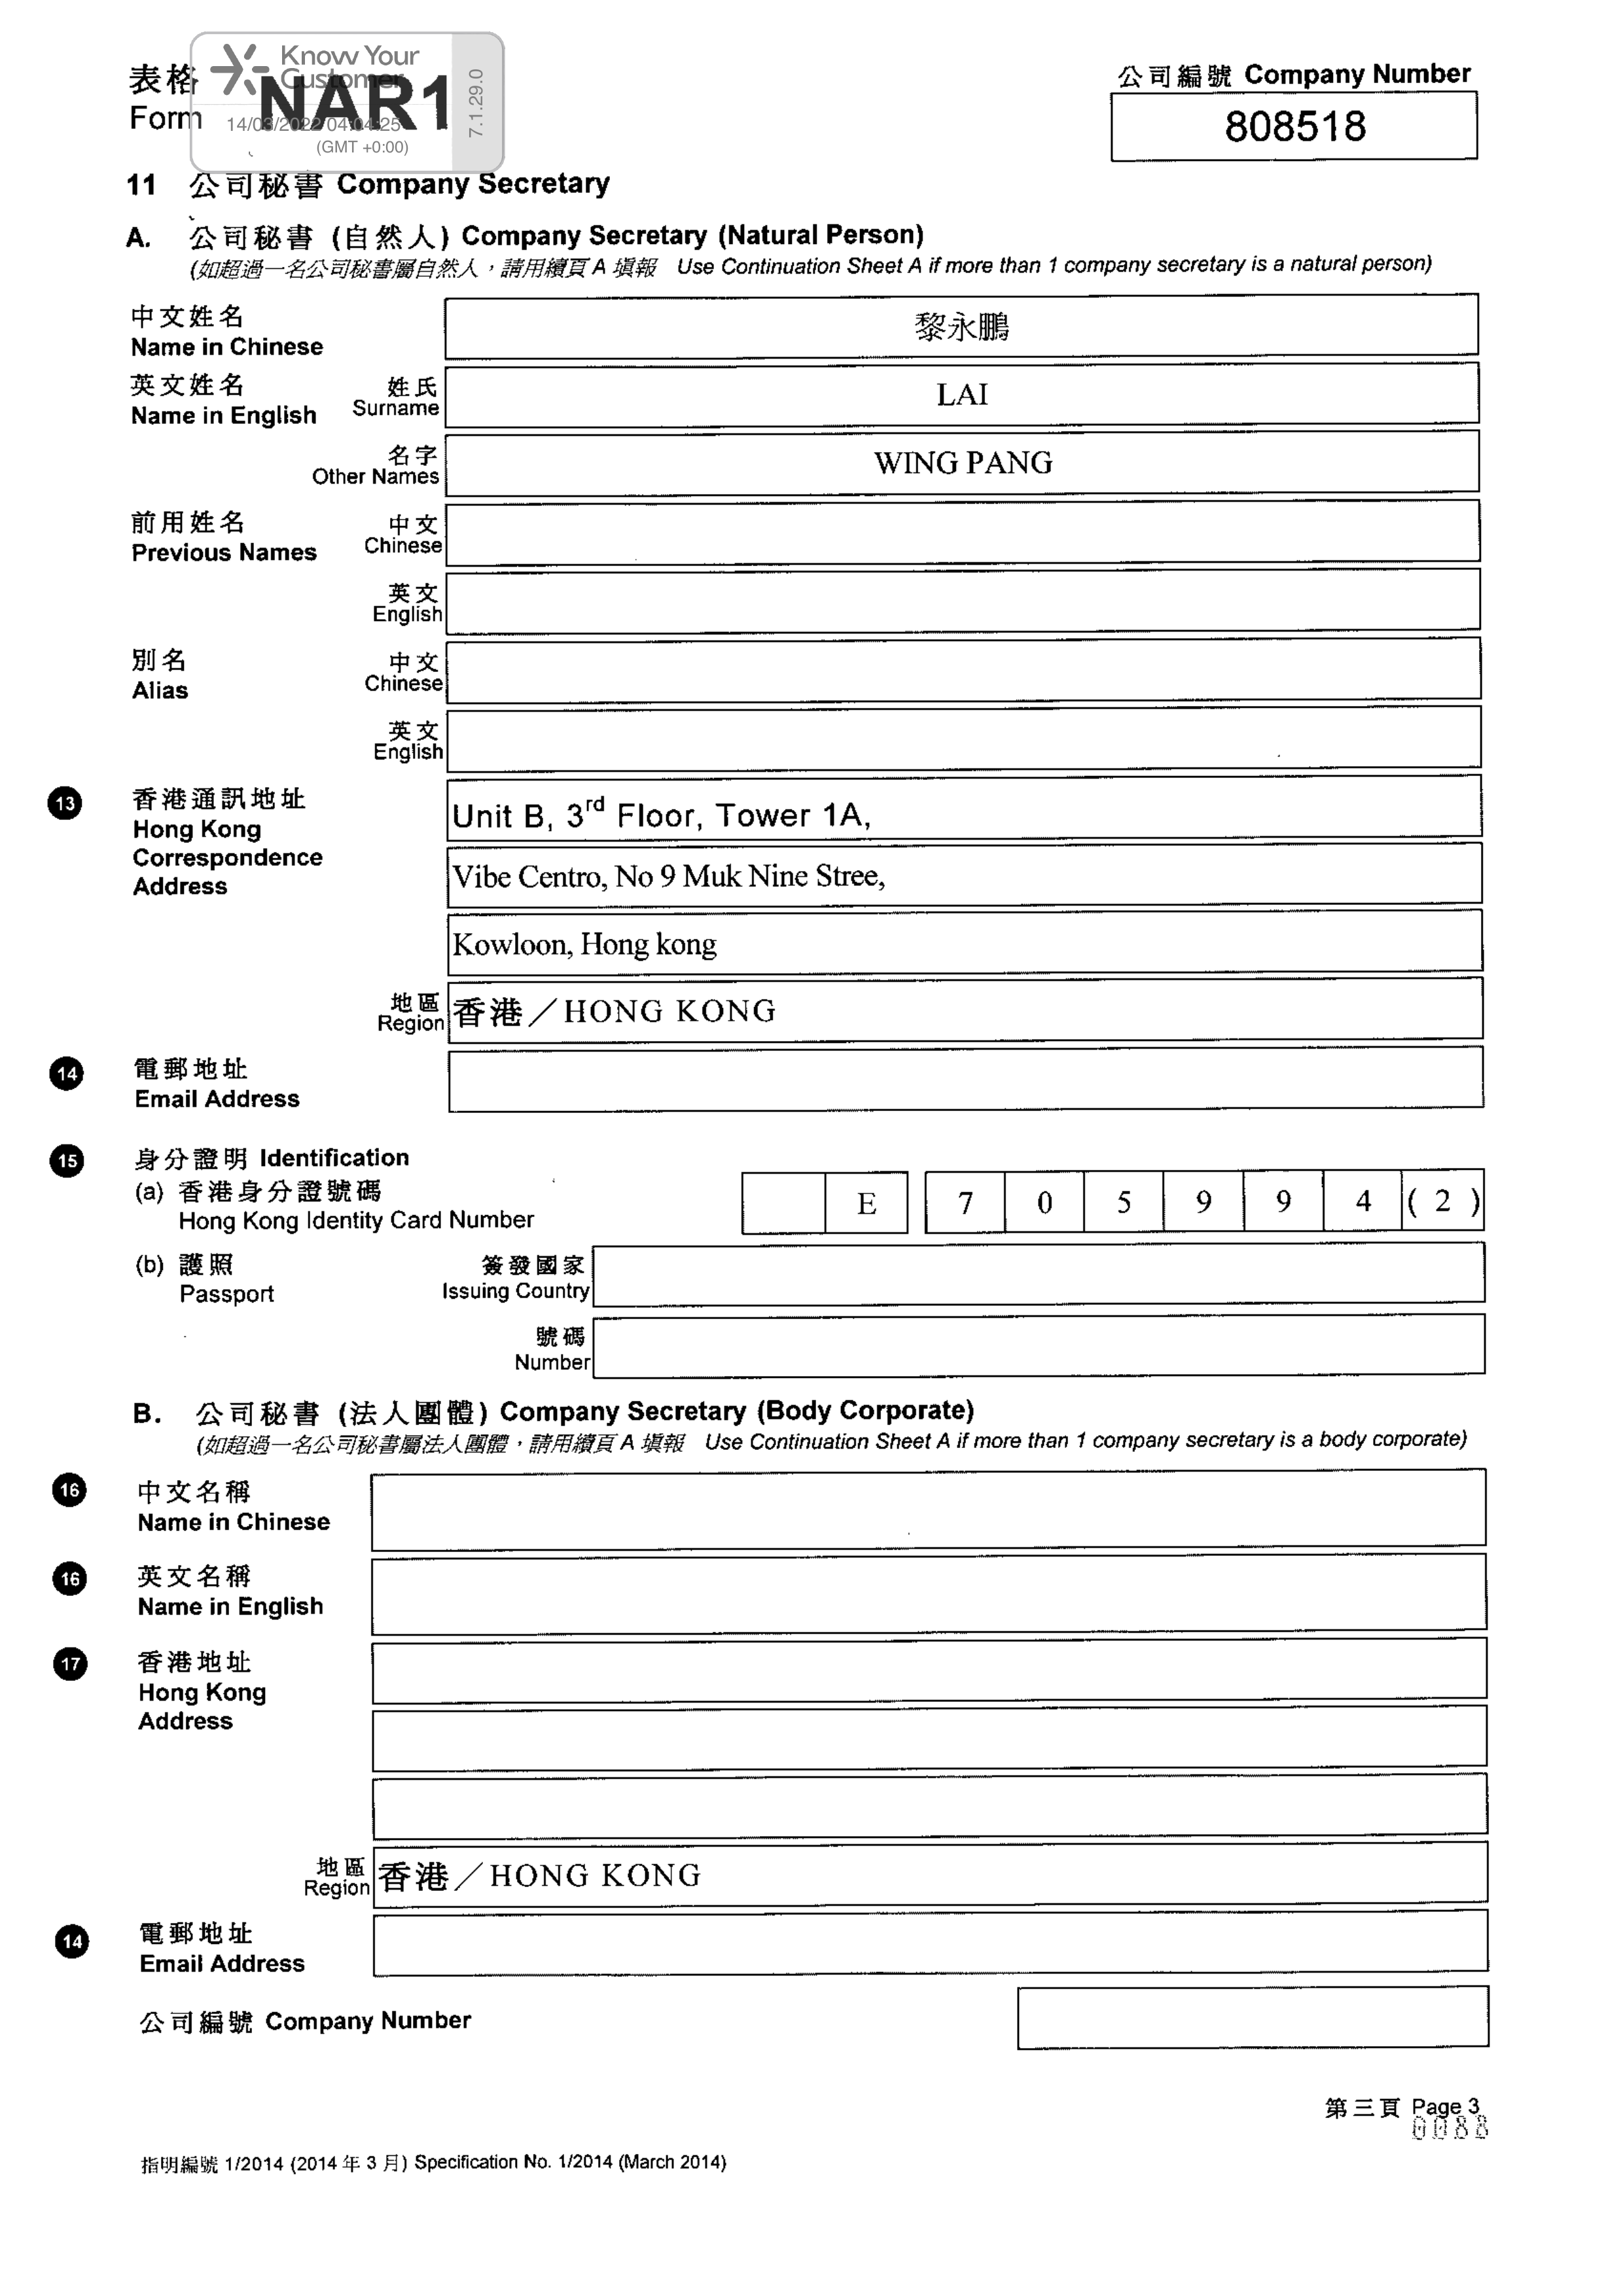 Know Your
Customer
14/03/2022 04:04:25
(GMT +0:00)
7.1.29.0
表格
Form NAR1
公司編號 Company Number
808518
11 公司秘書 Company Secretary
A. 公司秘書 (自然人) Company Secretary (Natural Person)
(如超過一名公司秘書屬自然人，請用續頁 A 填報 Use Continuation Sheet A if more than 1 company secretary is a natural person)
中文姓名
Name in Chinese
黎永鵬
英文姓名
Name in English
姓氏
Surname
LAI
名字
Other Names
WING PANG
前用姓名
Previous Names
中文
Chinese
英文
English
別名
Alias
中文
Chinese
英文
English
13 香港通訊地址
Hong Kong
Correspondence
Address
Unit B, 3rd Floor, Tower 1A,
Vibe Centro, No 9 Muk Nine Stree,
Kowloon, Hong kong
地區
Region
香港／HONG KONG
14 電郵地址
Email Address
15 身分證明 Identification
(a) 香港身分證號碼
Hong Kong Identity Card Number
E 7 0 5 9 9 4 ( 2 )
(b) 護照
Passport
簽發國家
Issuing Country
號碼
Number
B. 公司秘書 (法人團體) Company Secretary (Body Corporate)
(如超過一名公司秘書屬法人團體，請用續頁 A 填報 Use Continuation Sheet A if more than 1 company secretary is a body corporate)
16 中文名稱
Name in Chinese
16 英文名稱
Name in English
17 香港地址
Hong Kong
Address
地區
Region
香港／HONG KONG
14 電郵地址
Email Address
公司編號 Company Number
第三頁 Page 3
0088
指明編號 1/2014 (2014 年 3 月) Specification No. 1/2014 (March 2014)